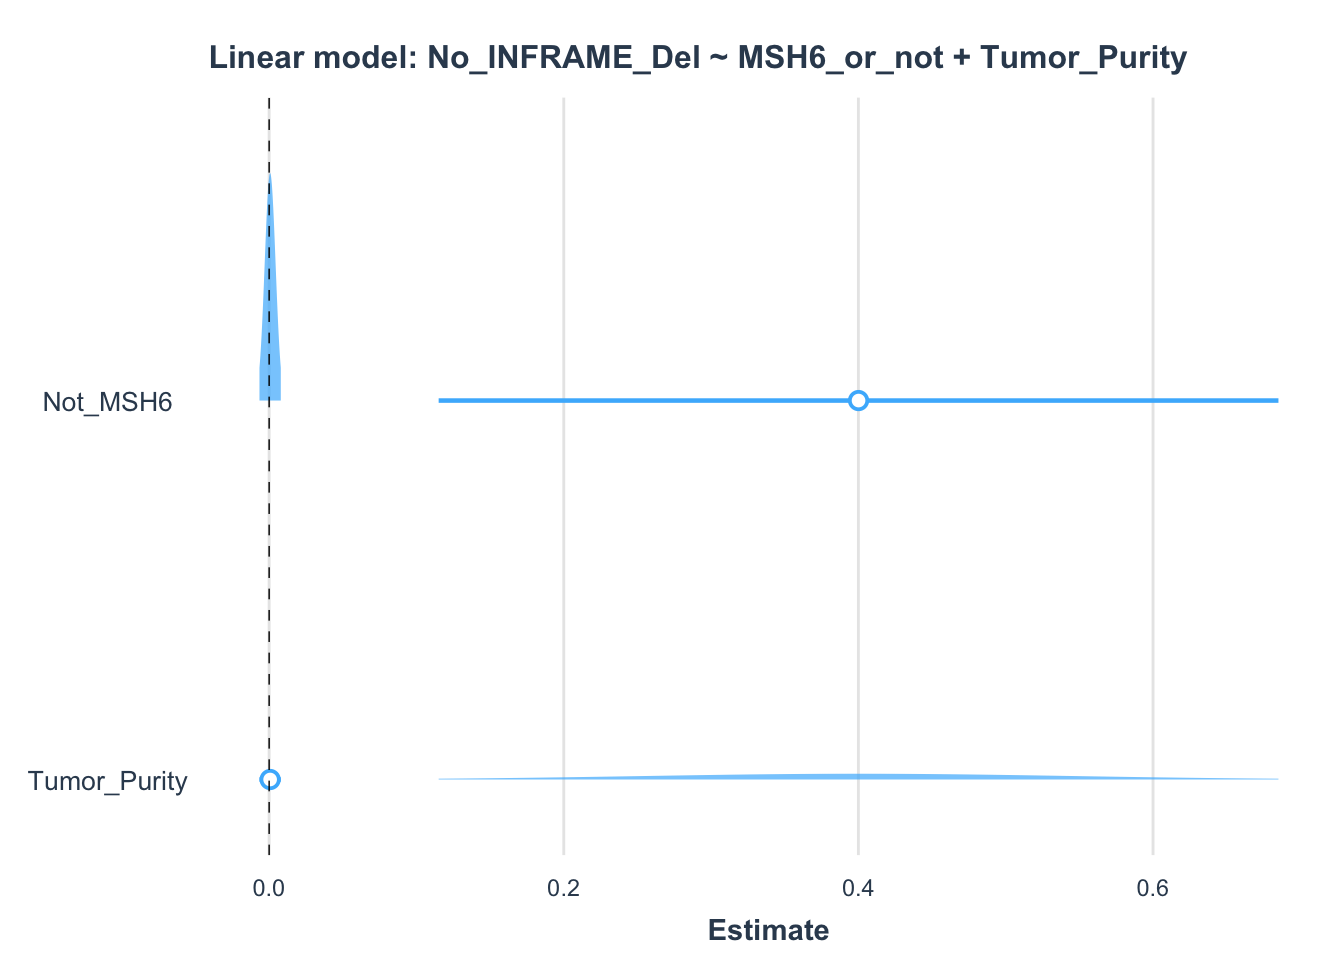 Linear model: No_INFRAME_Del ~ MSH6_or_not + Tumor_Purity
Not_MSH6
Tumor_Purity
0.0 0.2 0.4 0.6
Estimate